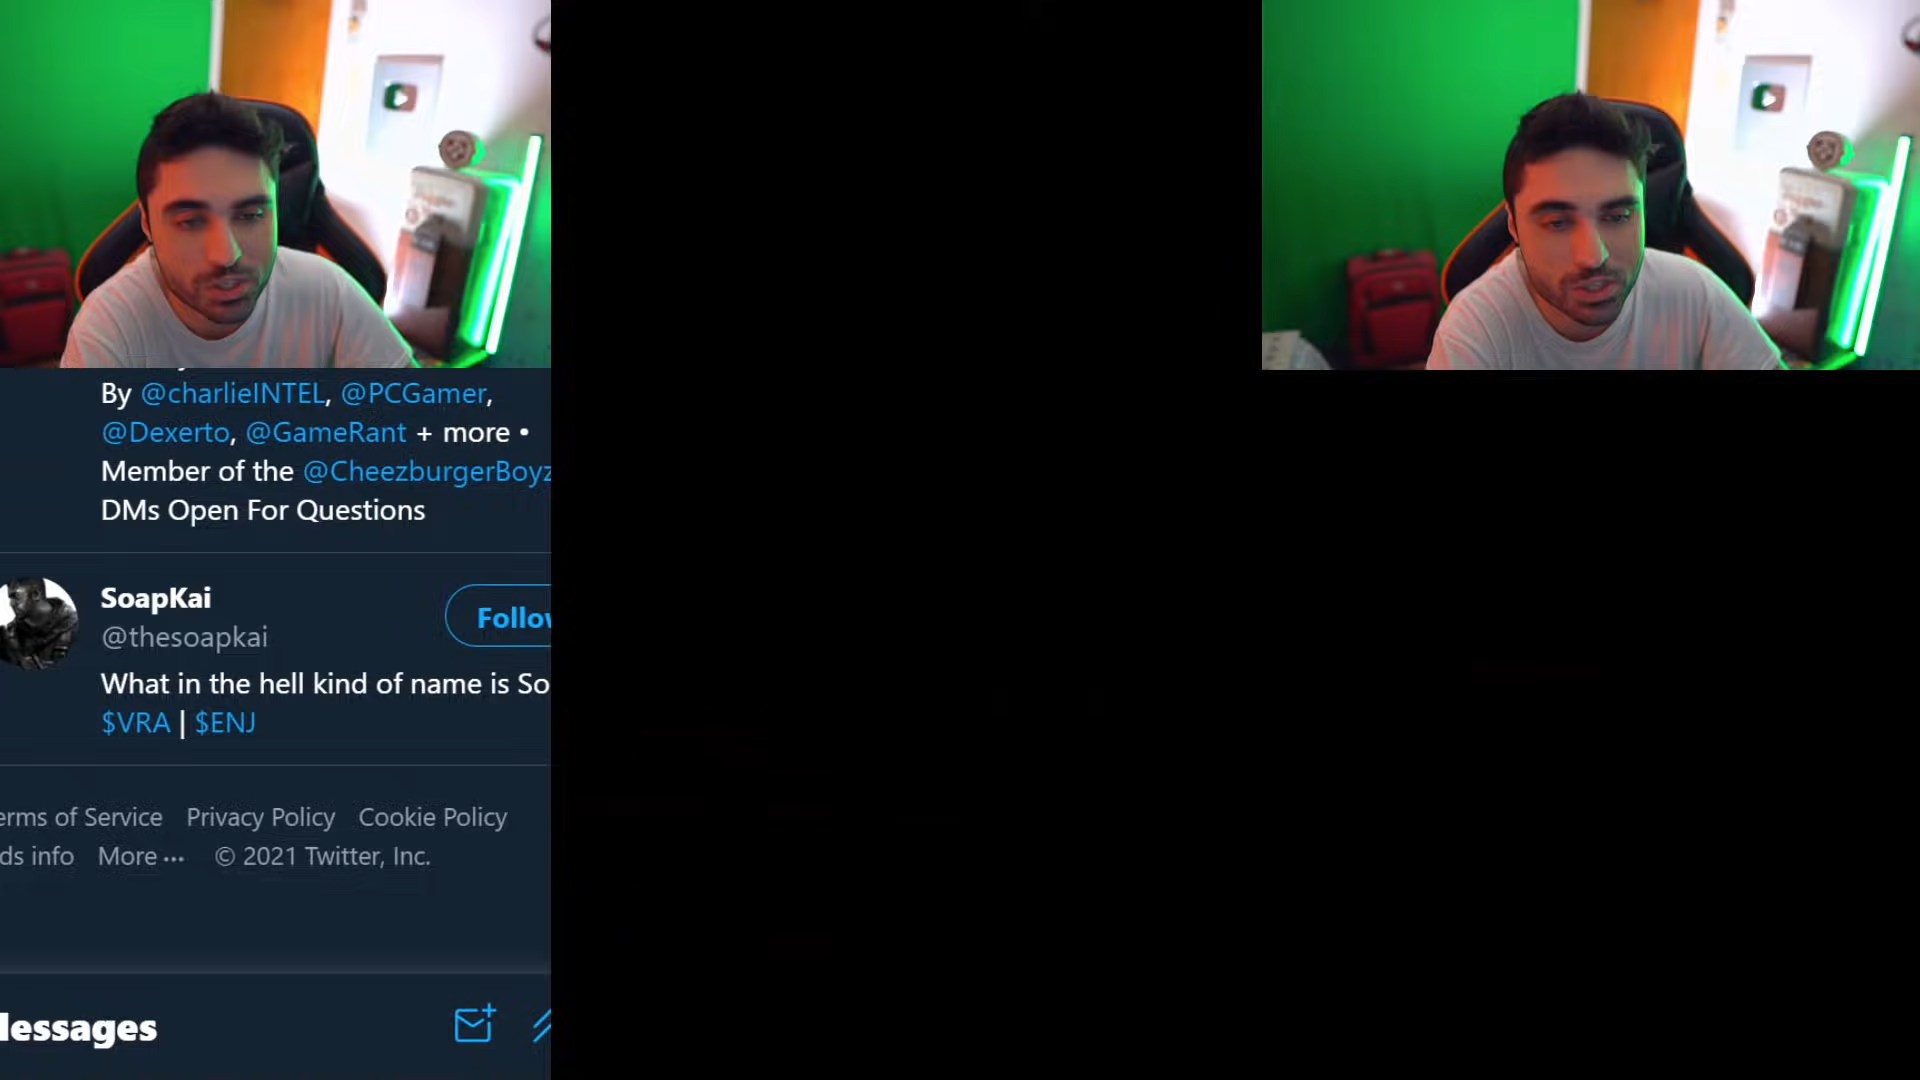 By @charlieINTEL, @PCGamer,
@Dexerto, @GameRant + more •
Member of the @CheezburgerBoyz
DMs Open For Questions
SoapKai
Follow
@thesoapkai
What in the hell kind of name is So
$VRA | $ENJ
erms of Service Privacy Policy Cookie Policy
ds info More ··· © 2021 Twitter, Inc.
lessages